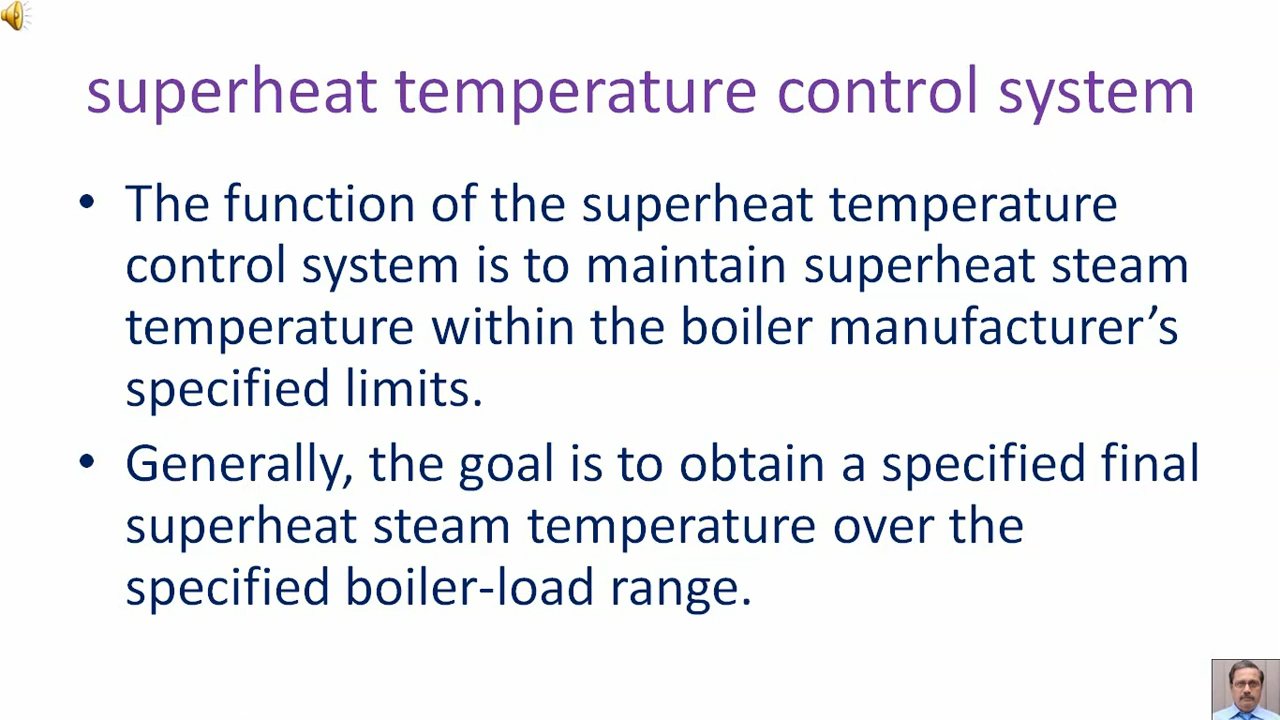 superheat temperature control system
• The function of the superheat temperature
control system is to maintain superheat steam
temperature within the boiler manufacturer’s
specified limits.
• Generally, the goal is to obtain a specified final
superheat steam temperature over the
specified boiler-load range.